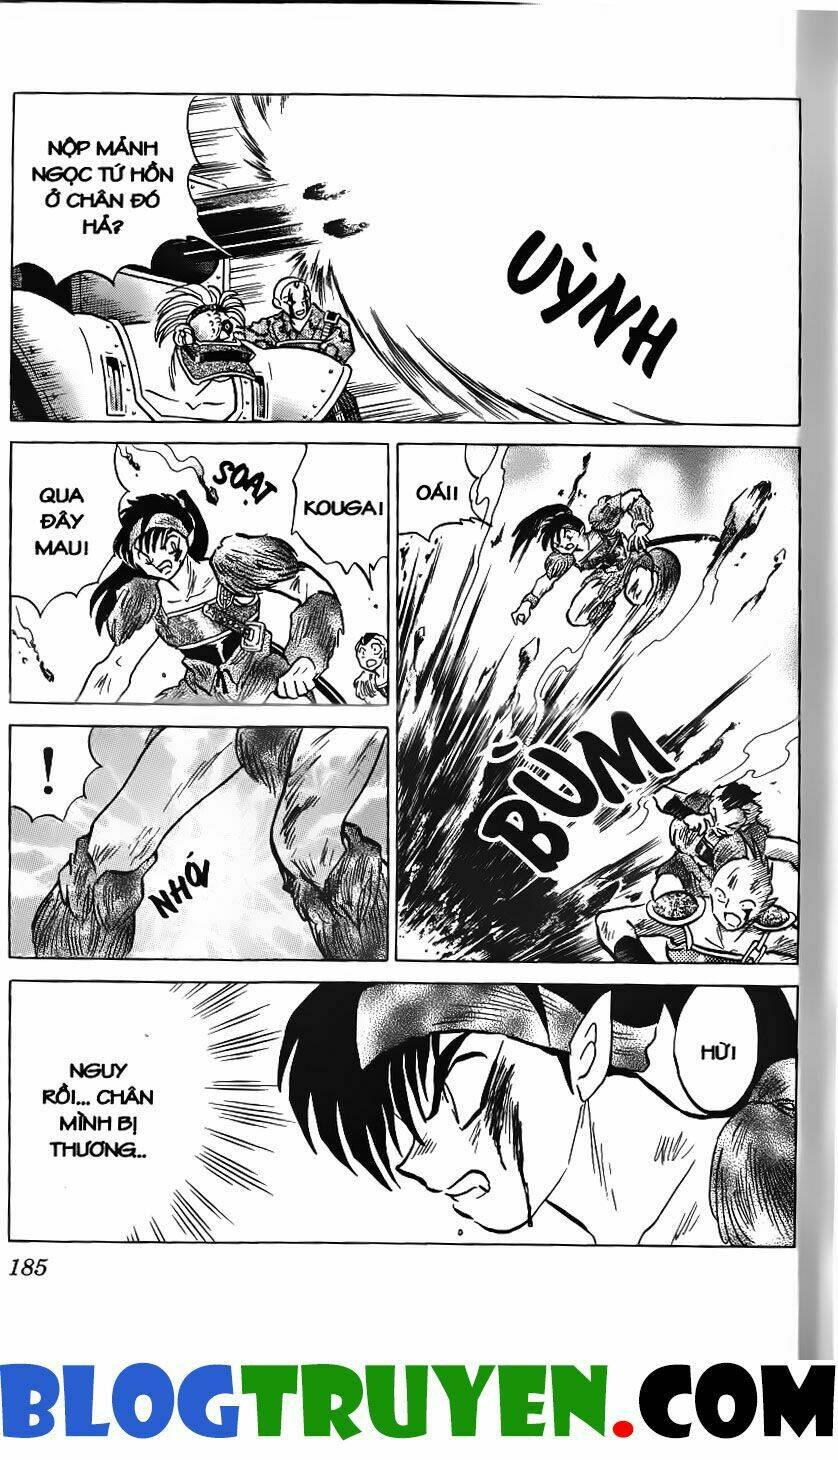 NỘP MẢNH
NGỌC TỨ HỒN
Ở CHÂN ĐÓ
HẢ?
UỲNH
QUA
ĐÂY
MAU!
SOẠT
KOUGA!
OÁI!
BÙM
!
NHÓI
NGUY
RỒI... CHÂN
MÌNH BỊ
THƯƠNG..
HỪ!
185
BLOGTRUYEN.COM